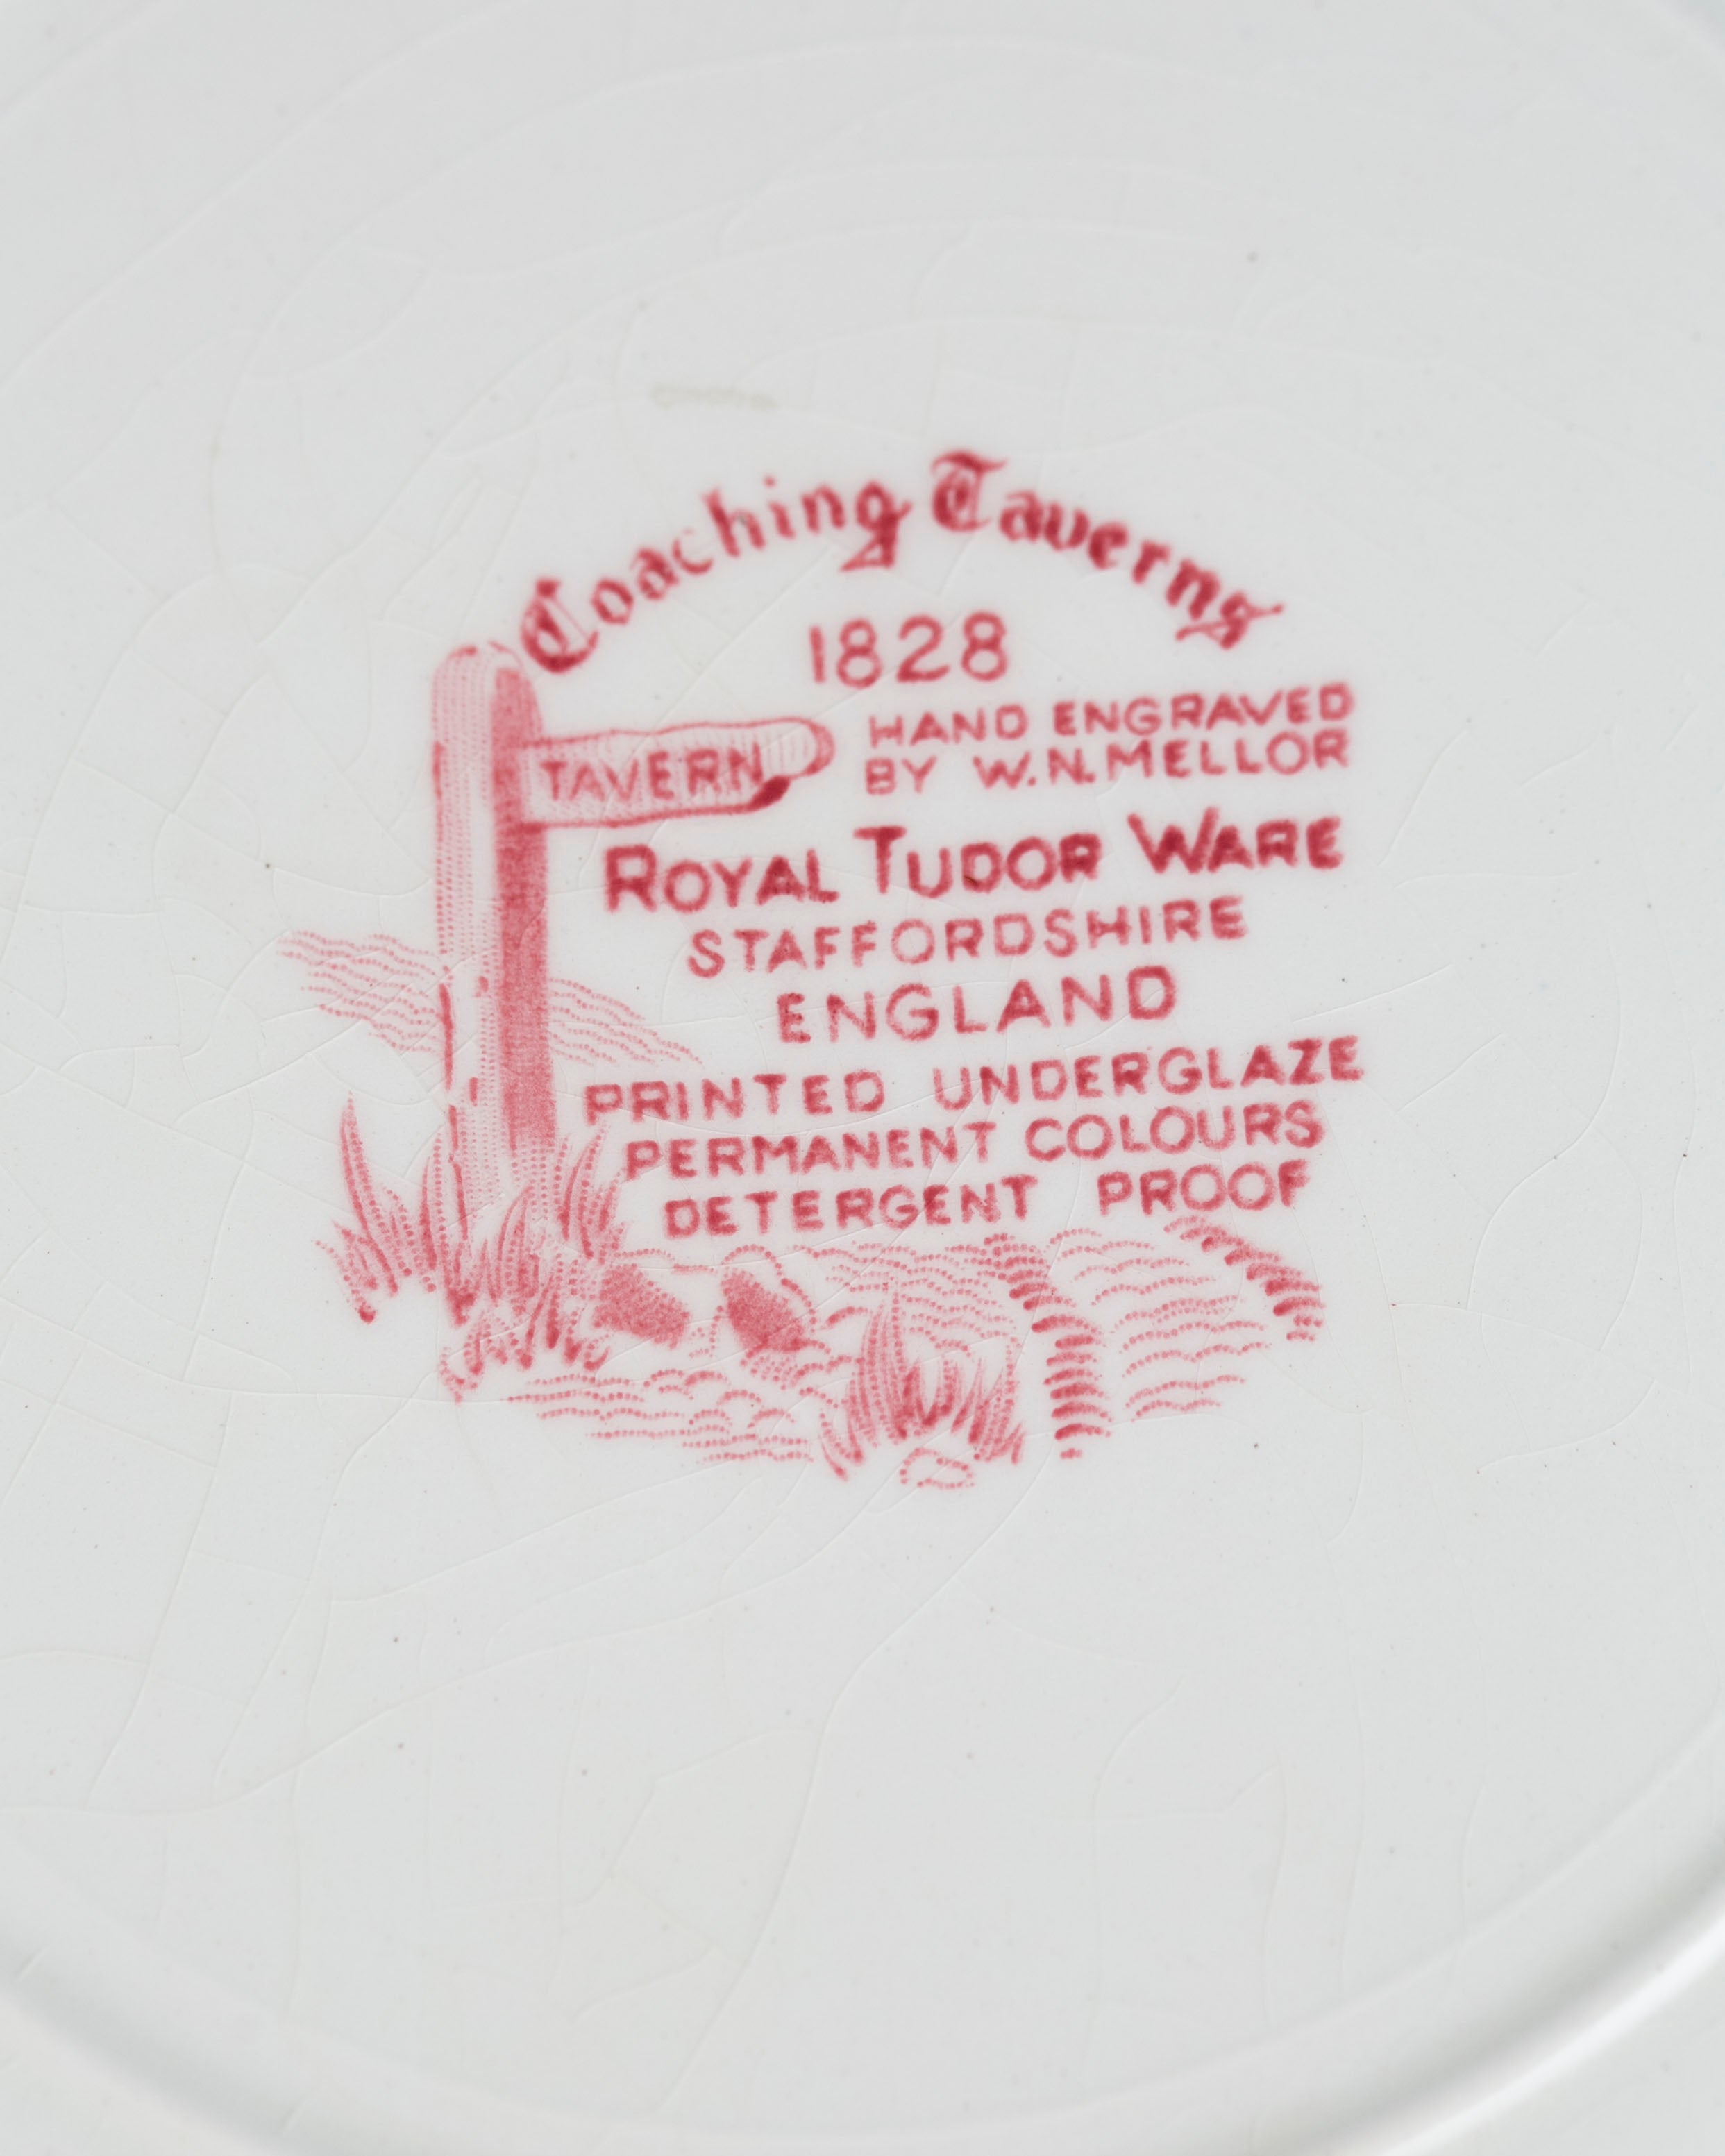 Coaching Taverns
1828
TAVERN
HAND ENGRAVED
BY W.N.MELLOR
ROYAL TUDOR WARE
STAFFORDSHIRE
ENGLAND
PRINTED UNDERGLAZE
PERMANENT COLOURS
DETERGENT PROOF